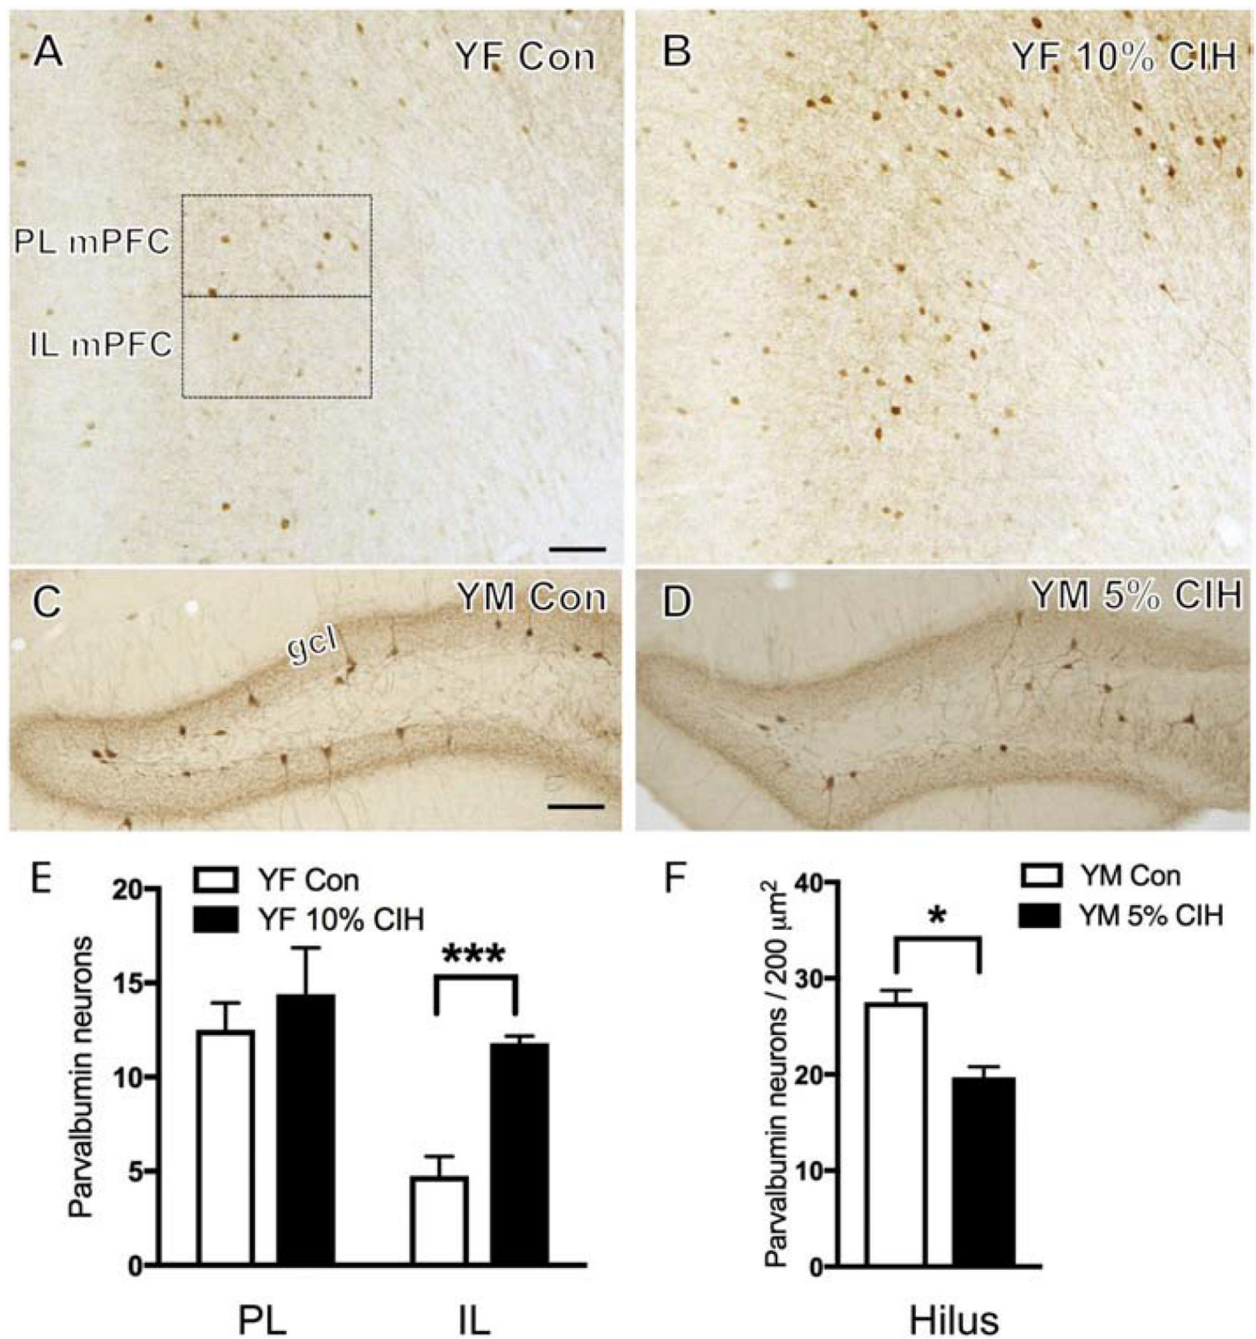 A
YF Con
B
YF 10% CIH
PL mPFC
IL mPFC
C
YM Con
gcl
D
YM 5% CIH
E
YF Con
YF 10% CIH
Parvalbumin neurons
20
15
10
5
0
***
PL
IL
F
YM Con
YM 5% CIH
Parvalbumin neurons / 200 μm²
40
30
20
10
0
*
Hilus